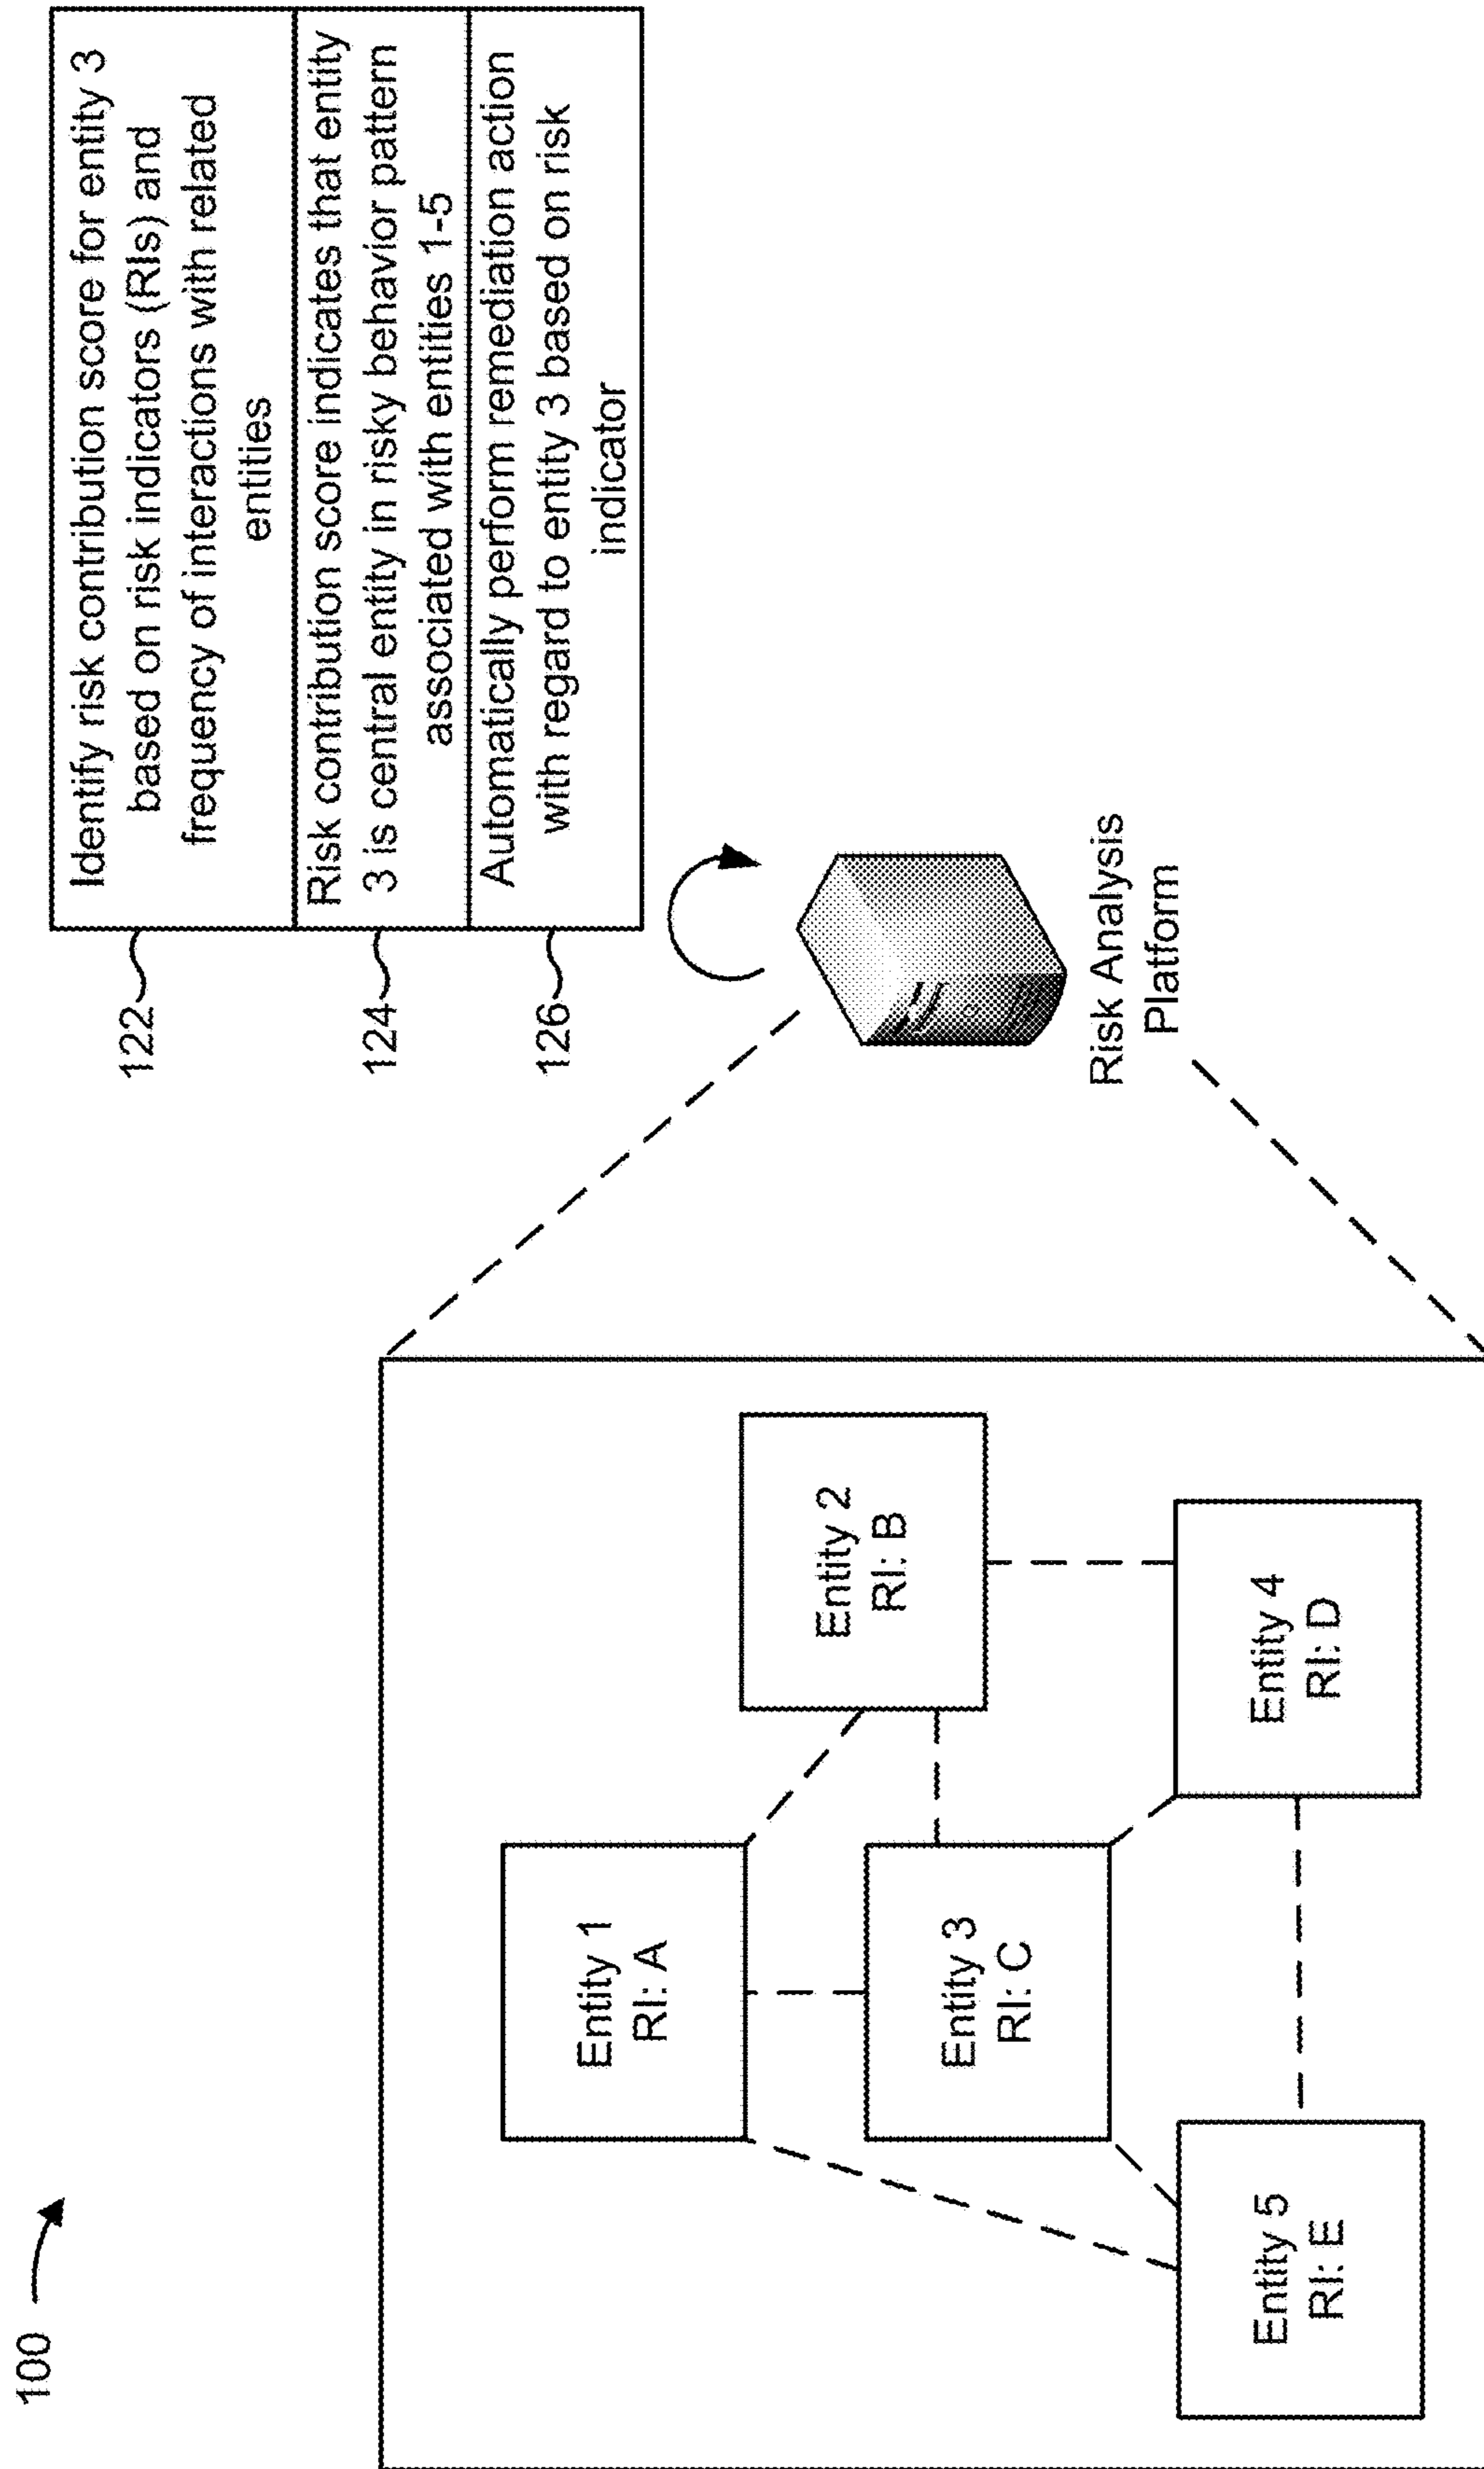 100
122
Identify risk contribution score for entity 3
based on risk indicators (RIs) and
frequency of interactions with related
entities
124
Risk contribution score indicates that entity
3 is central entity in risky behavior pattern
associated with entities 1-5
126
Automatically perform remediation action
with regard to entity 3 based on risk
indicator
Risk Analysis
Platform
Entity 1
RI: A
Entity 2
RI: B
Entity 3
RI: C
Entity 4
RI: D
Entity 5
RI: E